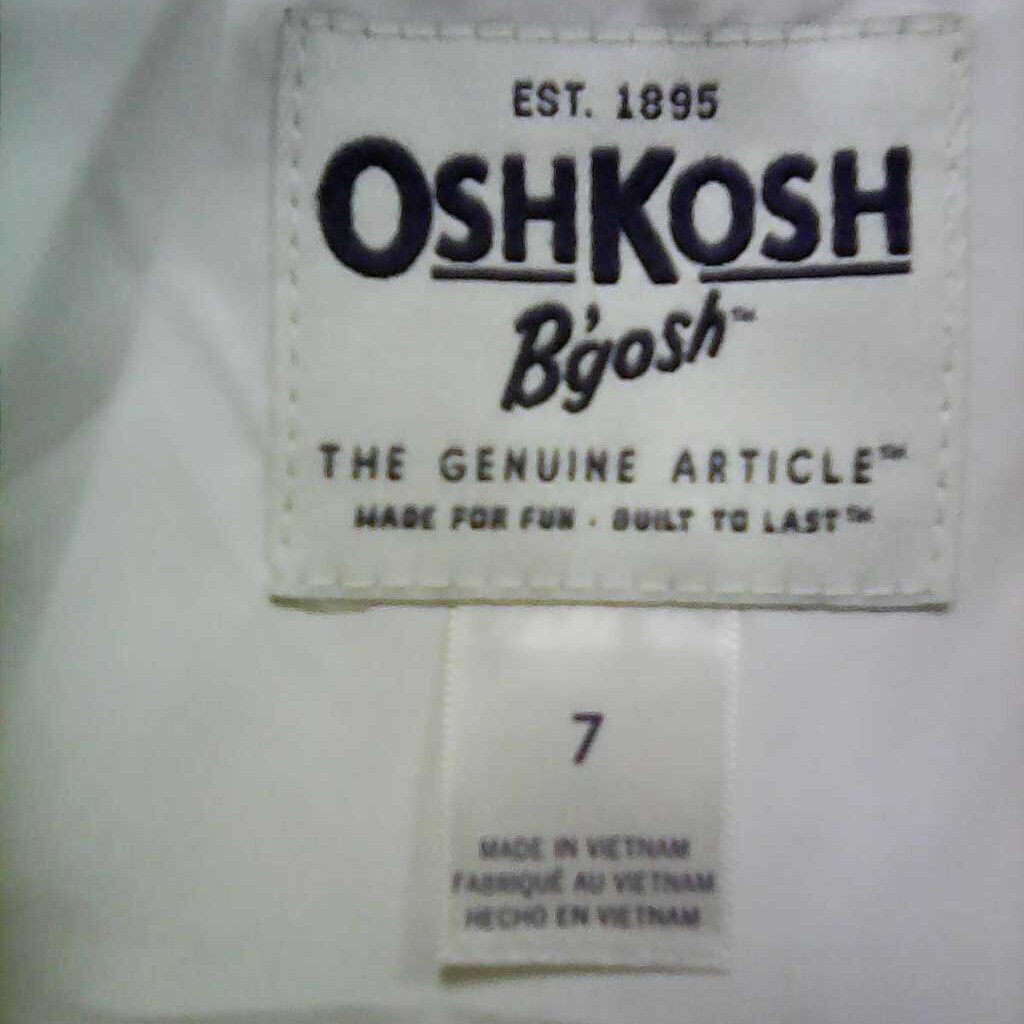 EST. 1895
OSHKOSH
B'gosh™
THE GENUINE ARTICLE™
MADE FOR FUN · BUILT TO LAST™
7
MADE IN VIETNAM
FABRIQUÉ AU VIETNAM
HECHO EN VIETNAM